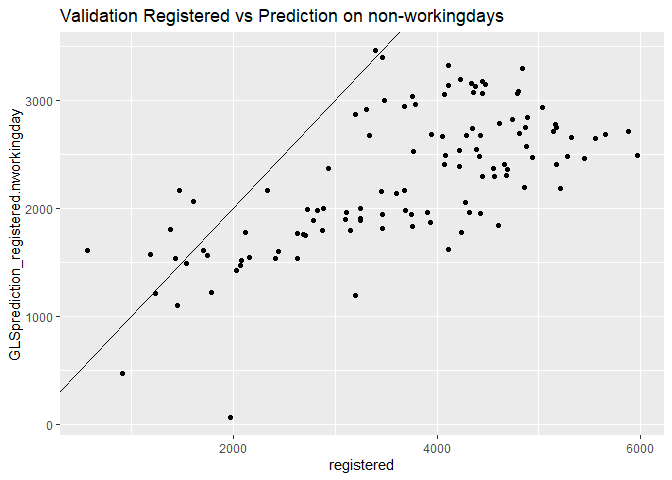 Validation Registered vs Prediction on non-workingdays
GLSprediction_registered.nworkingday
3000
2000
1000
0
2000 4000 6000
registered